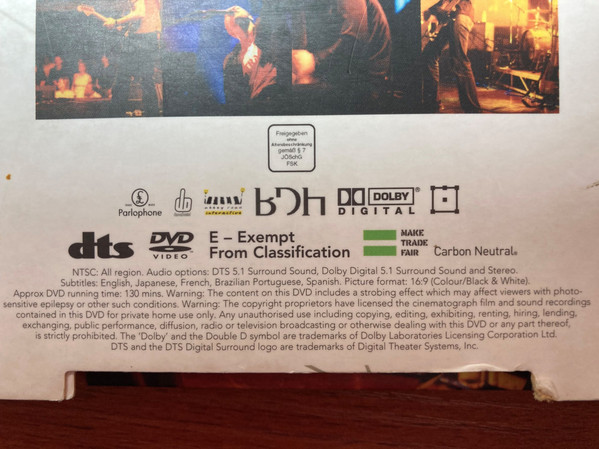 Freigegeben
ohne
Altersbeschränkung
gemäß § 7
JÖSchG
FSK
Parlophone
abbey road
interactive
DOLBY
DIGITAL
dts
DVD
VIDEO
E – Exempt
From Classification
MAKE
TRADE
FAIR
Carbon Neutral®
NTSC: All region. Audio options: DTS 5.1 Surround Sound, Dolby Digital 5.1 Surround Sound and Stereo.
Subtitles: English, Japanese, French, Brazilian Portuguese, Spanish. Picture format: 16:9 (Colour/Black & White).
Approx DVD running time: 130 mins. Warning: The content on this DVD includes a strobing effect which may affect viewers with photo-
sensitive epilepsy or other such conditions. Warning: The copyright proprietors have licensed the cinematograph film and sound recordings
contained in this DVD for private home use only. Any unauthorised use including copying, editing, exhibiting, renting, hiring, lending,
exchanging, public performance, diffusion, radio or television broadcasting or otherwise dealing with this DVD or any part thereof,
is strictly prohibited. The 'Dolby' and the Double D symbol are trademarks of Dolby Laboratories Licensing Corporation Ltd.
DTS and the DTS Digital Surround logo are trademarks of Digital Theater Systems, Inc.